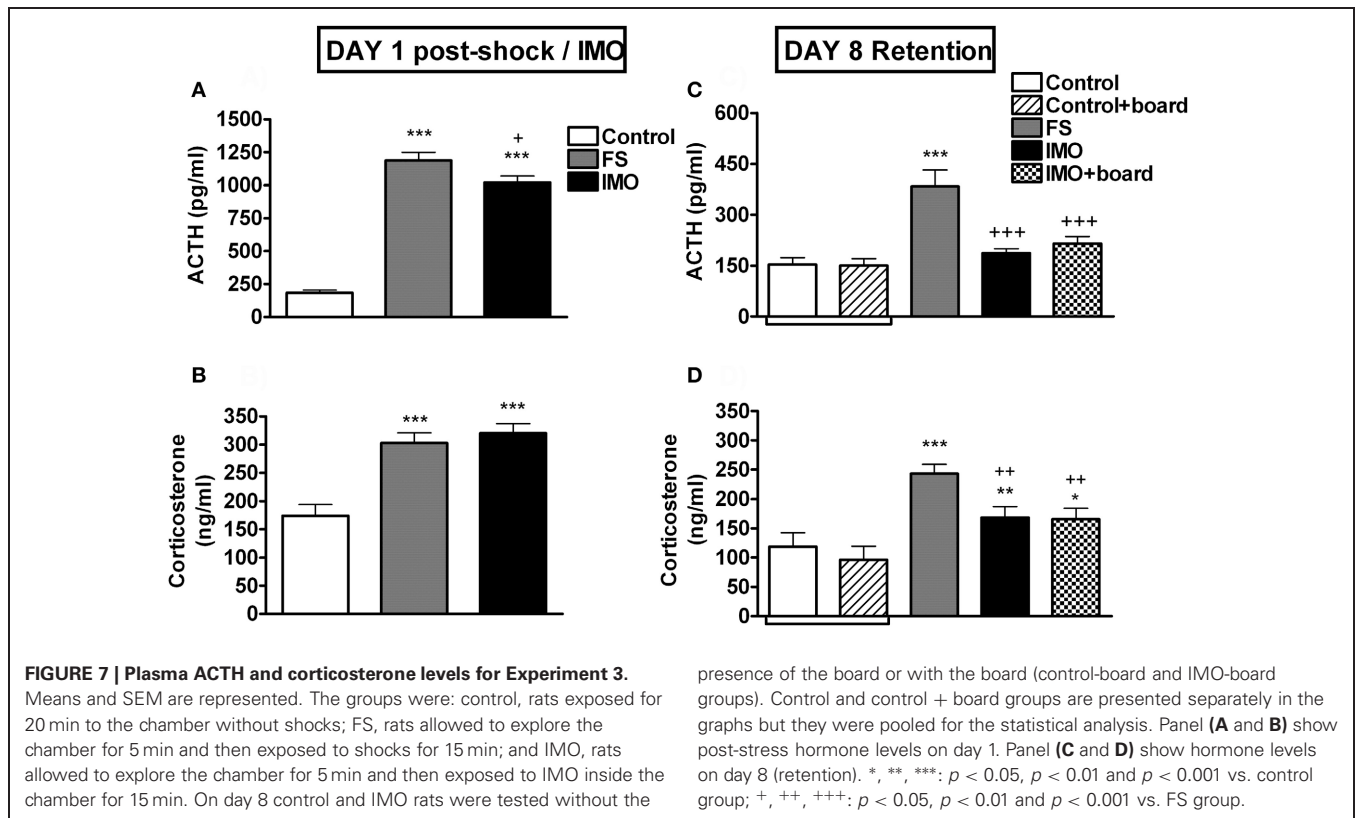 DAY 1 post-shock / IMO
DAY 8 Retention
A
1500
1250
1000
750
500
250
0
ACTH (pg/ml)
***
+
***
Control
FS
IMO
C
600
450
300
150
0
ACTH (pg/ml)
***
+++
+++
Control
Control+board
FS
IMO
IMO+board
B
350
300
250
200
150
100
50
0
Corticosterone
(ng/ml)
***
***
D
350
300
250
200
150
100
50
0
Corticosterone
(ng/ml)
***
++
**
++
*
FIGURE 7 | Plasma ACTH and corticosterone levels for Experiment 3.
Means and SEM are represented. The groups were: control, rats exposed for
20 min to the chamber without shocks; FS, rats allowed to explore the
chamber for 5 min and then exposed to shocks for 15 min; and IMO, rats
allowed to explore the chamber for 5 min and then exposed to IMO inside the
chamber for 15 min. On day 8 control and IMO rats were tested without the
presence of the board or with the board (control-board and IMO-board
groups). Control and control + board groups are presented separately in the
graphs but they were pooled for the statistical analysis. Panel (A and B) show
post-stress hormone levels on day 1. Panel (C and D) show hormone levels
on day 8 (retention). *, **, ***: p < 0.05, p < 0.01 and p < 0.001 vs. control
group; +, ++, +++: p < 0.05, p < 0.01 and p < 0.001 vs. FS group.